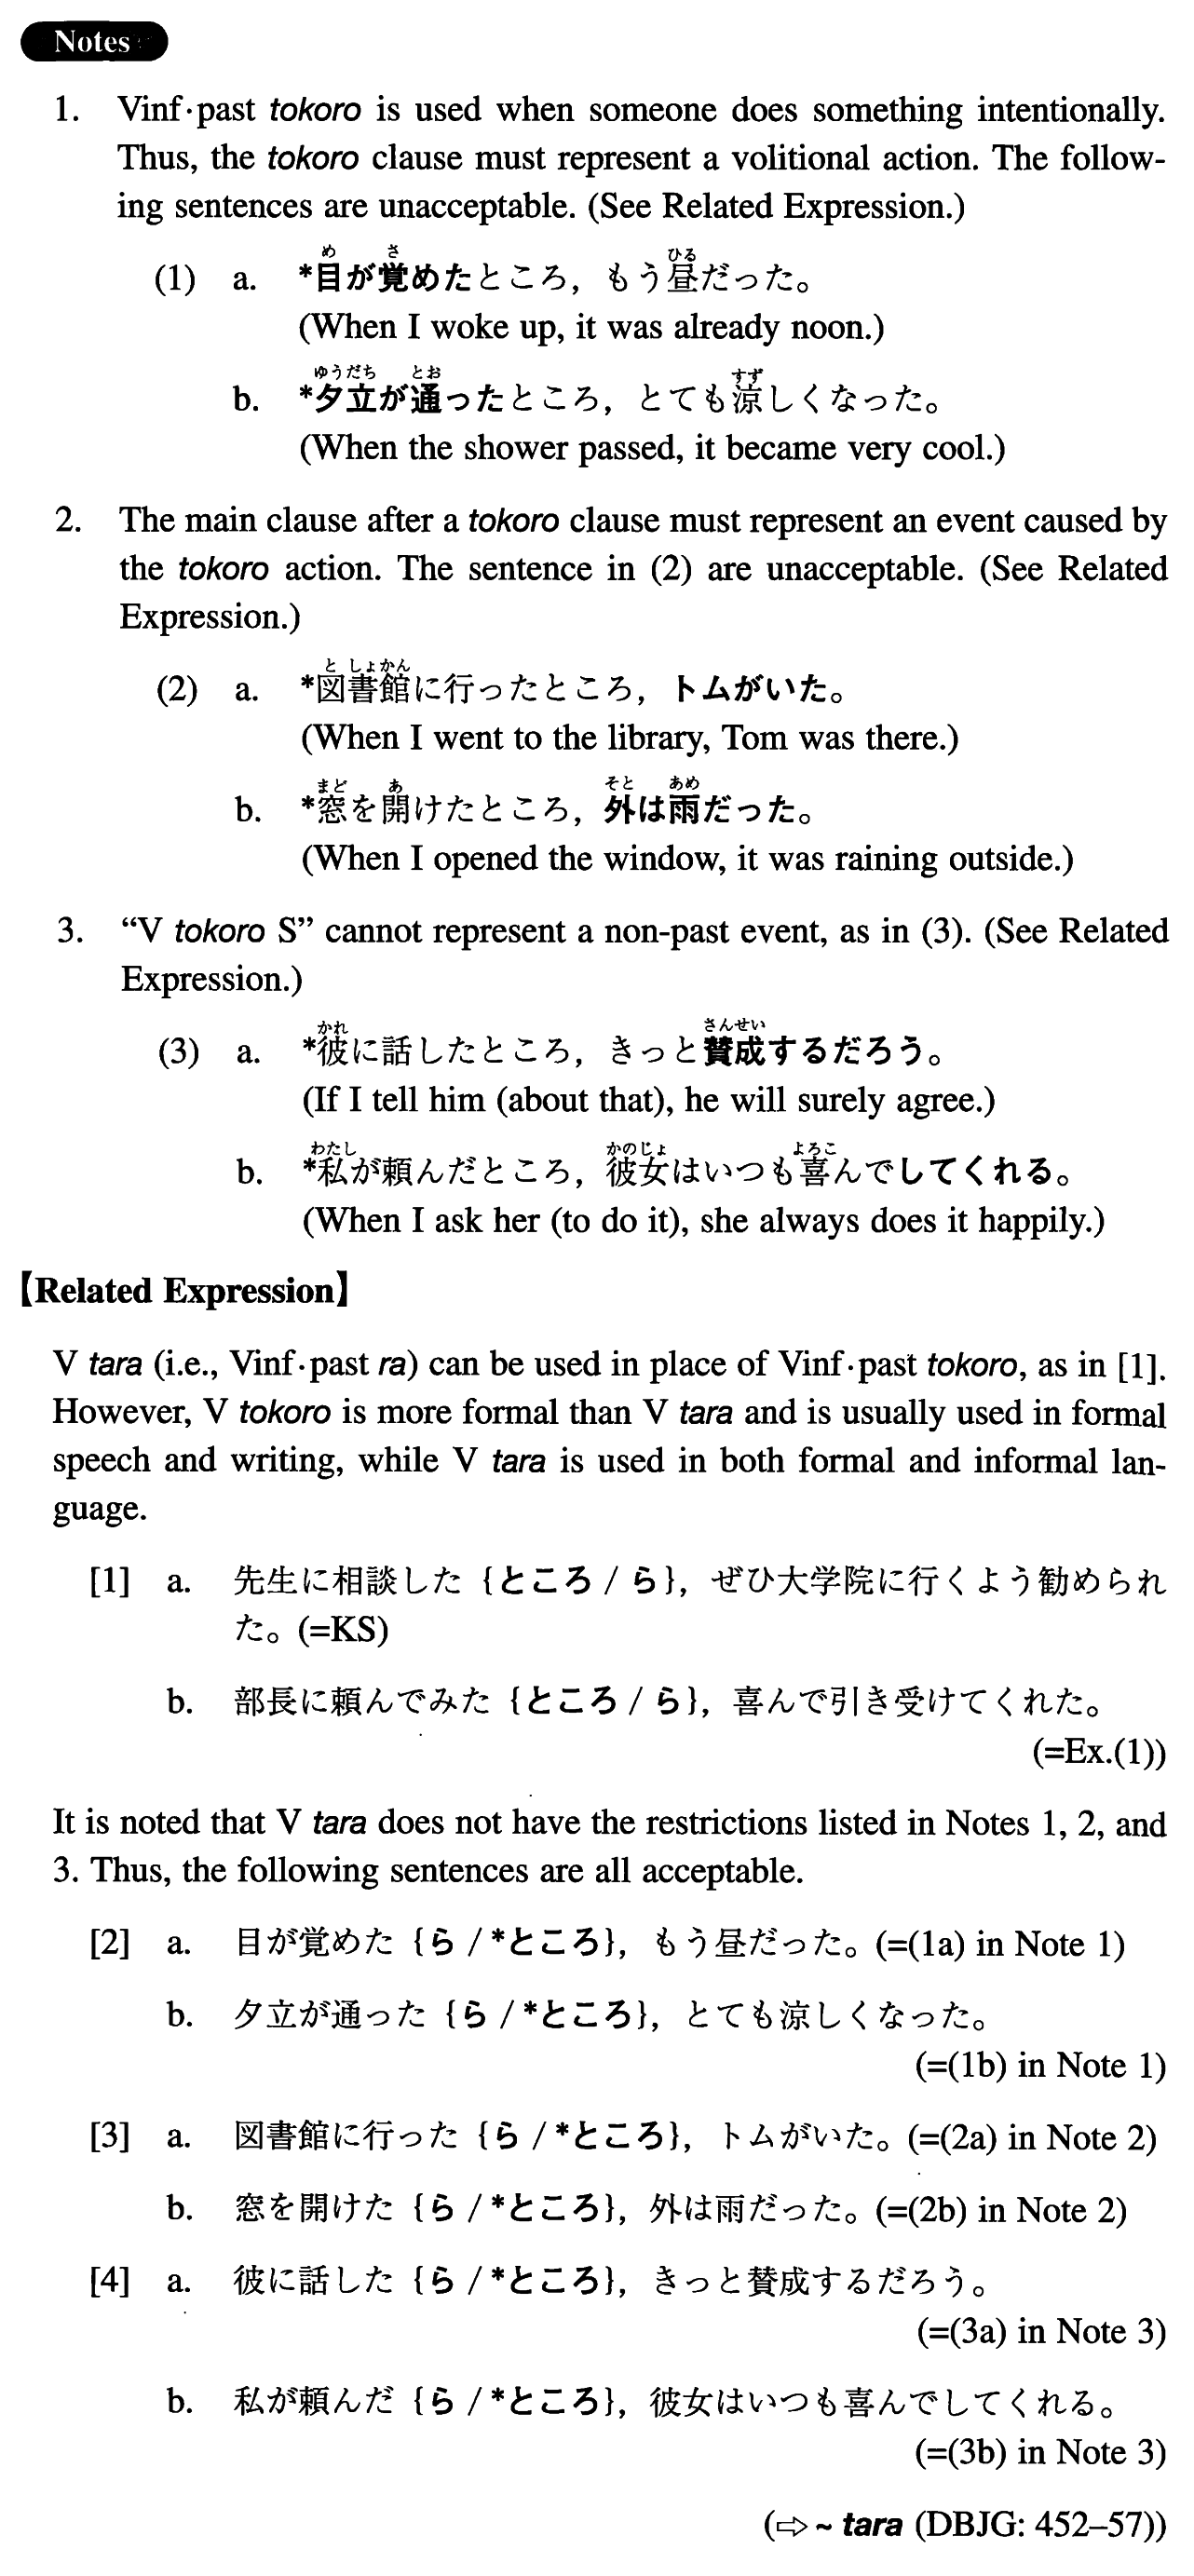 Notes
1. Vinf·past tokoro is used when someone does something intentionally.
Thus, the tokoro clause must represent a volitional action. The follow-
ing sentences are unacceptable. (See Related Expression.)
め さ ひる
(1) a. *目が覚めたところ，もう昼だった。
(When I woke up, it was already noon.)
ゆうだち とお すず
b. *夕立が通ったところ，とても涼しくなった。
(When the shower passed, it became very cool.)
2. The main clause after a tokoro clause must represent an event caused by
the tokoro action. The sentence in (2) are unacceptable. (See Related
Expression.)
と しょかん
(2) a. *図書館に行ったところ，トムがいた。
(When I went to the library, Tom was there.)
まど あ そと あめ
b. *窓を開けたところ，外は雨だった。
(When I opened the window, it was raining outside.)
3. “V tokoro S” cannot represent a non-past event, as in (3). (See Related
Expression.)
かれ さんせい
(3) a. *彼に話したところ，きっと賛成するだろう。
(If I tell him (about that), he will surely agree.)
わたし かのじょ よろこ
b. *私が頼んだところ，彼女はいつも喜んでしてくれる。
(When I ask her (to do it), she always does it happily.)
【Related Expression】
V tara (i.e., Vinf·past ra) can be used in place of Vinf·past tokoro, as in [1].
However, V tokoro is more formal than V tara and is usually used in formal
speech and writing, while V tara is used in both formal and informal lan-
guage.
[1] a. 先生に相談した {ところ / ら}，ぜひ大学院に行くよう勧められ
た。(=KS)
b. 部長に頼んでみた {ところ / ら}，喜んで引き受けてくれた。
(=Ex.(1))
It is noted that V tara does not have the restrictions listed in Notes 1, 2, and
3. Thus, the following sentences are all acceptable.
[2] a. 目が覚めた {ら / *ところ}，もう昼だった。(=(1a) in Note 1)
b. 夕立が通った {ら / *ところ}，とても涼しくなった。
(=(1b) in Note 1)
[3] a. 図書館に行った {ら / *ところ}，トムがいた。(=(2a) in Note 2)
b. 窓を開けた {ら / *ところ}，外は雨だった。(=(2b) in Note 2)
[4] a. 彼に話した {ら / *ところ}，きっと賛成するだろう。
(=(3a) in Note 3)
b. 私が頼んだ {ら / *ところ}，彼女はいつも喜んでしてくれる。
(=(3b) in Note 3)
(⇨ ~ tara (DBJG: 452–57))